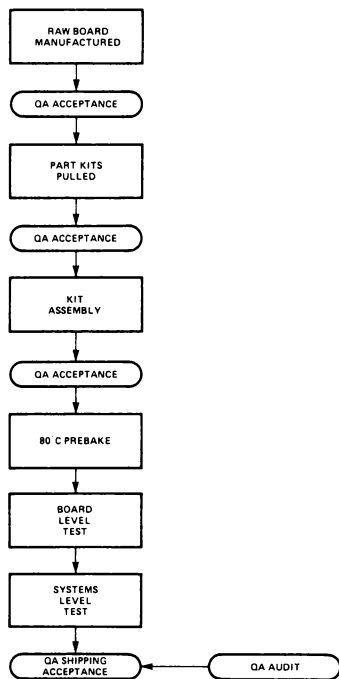 RAW BOARD
MANUFACTURED
QA ACCEPTANCE
PART KITS
PULLED
QA ACCEPTANCE
KIT
ASSEMBLY
QA ACCEPTANCE
80°C PREBAKE
BOARD
LEVEL
TEST
SYSTEMS
LEVEL
TEST
QA SHIPPING
ACCEPTANCE
QA AUDIT